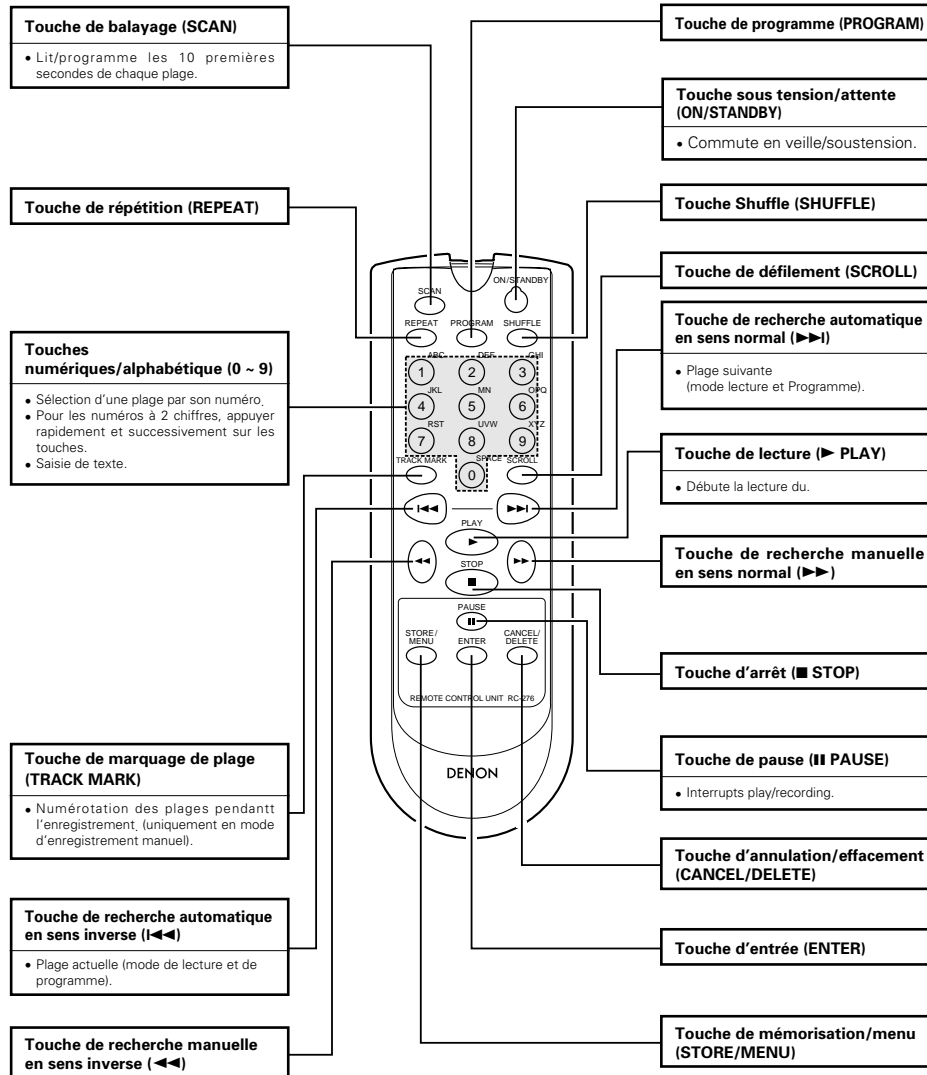 Touche de balayage (SCAN)
• Lit/programme les 10 premières
secondes de chaque plage.
Touche de répétition (REPEAT)
Touches
numériques/alphabétique (0 ~ 9)
• Sélection d'une plage par son numéro.
• Pour les numéros à 2 chiffres, appuyer
rapidement et successivement sur les
touches.
• Saisie de texte.
Touche de marquage de plage
(TRACK MARK)
• Numérotation des plages pendantt
l'enregistrement. (uniquement en mode
d'enregistrement manuel).
Touche de recherche automatique
en sens inverse (I◄◄)
• Plage actuelle (mode de lecture et de
programme).
Touche de recherche manuelle
en sens inverse (◄◄)
ON/STANDBY
SCAN
REPEAT PROGRAM SHUFFLE
ABC DEF GHI
1 2 3
JKL MN OPQ
4 5 6
RST UVW XYZ
7 8 9
TRACK MARK SPACE SCROLL
0
I◄◄ ►►I
PLAY
►
◄◄ ►►
STOP
■
PAUSE
II
STORE/
MENU
ENTER
CANCEL/
DELETE
REMOTE CONTROL UNIT RC-276
DENON
Touche de programme (PROGRAM)
Touche sous tension/attente
(ON/STANDBY)
• Commute en veille/soustension.
Touche Shuffle (SHUFFLE)
Touche de défilement (SCROLL)
Touche de recherche automatique
en sens normal (►►I)
• Plage suivante
(mode lecture et Programme).
Touche de lecture (► PLAY)
• Débute la lecture du.
Touche de recherche manuelle
en sens normal (►►)
Touche d'arrêt (■ STOP)
Touche de pause (II PAUSE)
• Interrupts play/recording.
Touche d'annulation/effacement
(CANCEL/DELETE)
Touche d'entrée (ENTER)
Touche de mémorisation/menu
(STORE/MENU)